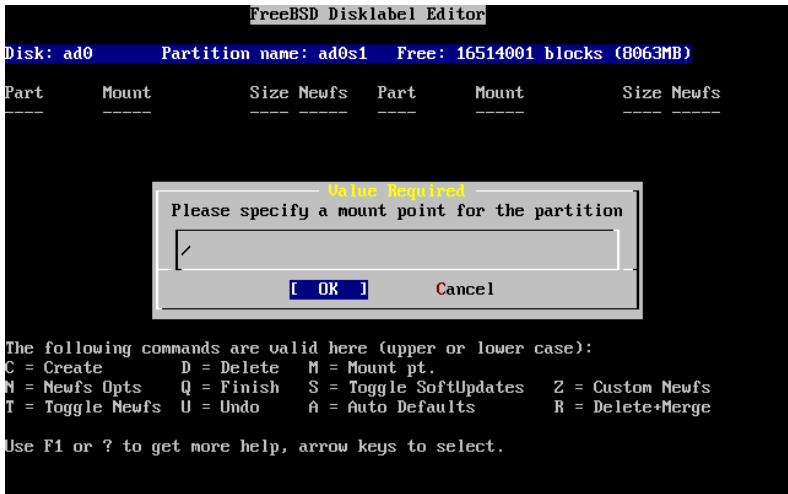 FreeBSD Disklabel Editor
Disk: ad0 Partition name: ad0s1 Free: 16514001 blocks (8063MB)
Part Mount Size Newfs Part Mount Size Newfs
---- ----- ---- ----- ---- ----- ---- -----
Value Required
Please specify a mount point for the partition
/
[ OK ] Cancel
The following commands are valid here (upper or lower case):
C = Create D = Delete M = Mount pt.
N = Newfs Opts Q = Finish S = Toggle SoftUpdates Z = Custom Newfs
T = Toggle Newfs U = Undo A = Auto Defaults R = Delete+Merge
Use F1 or ? to get more help, arrow keys to select.